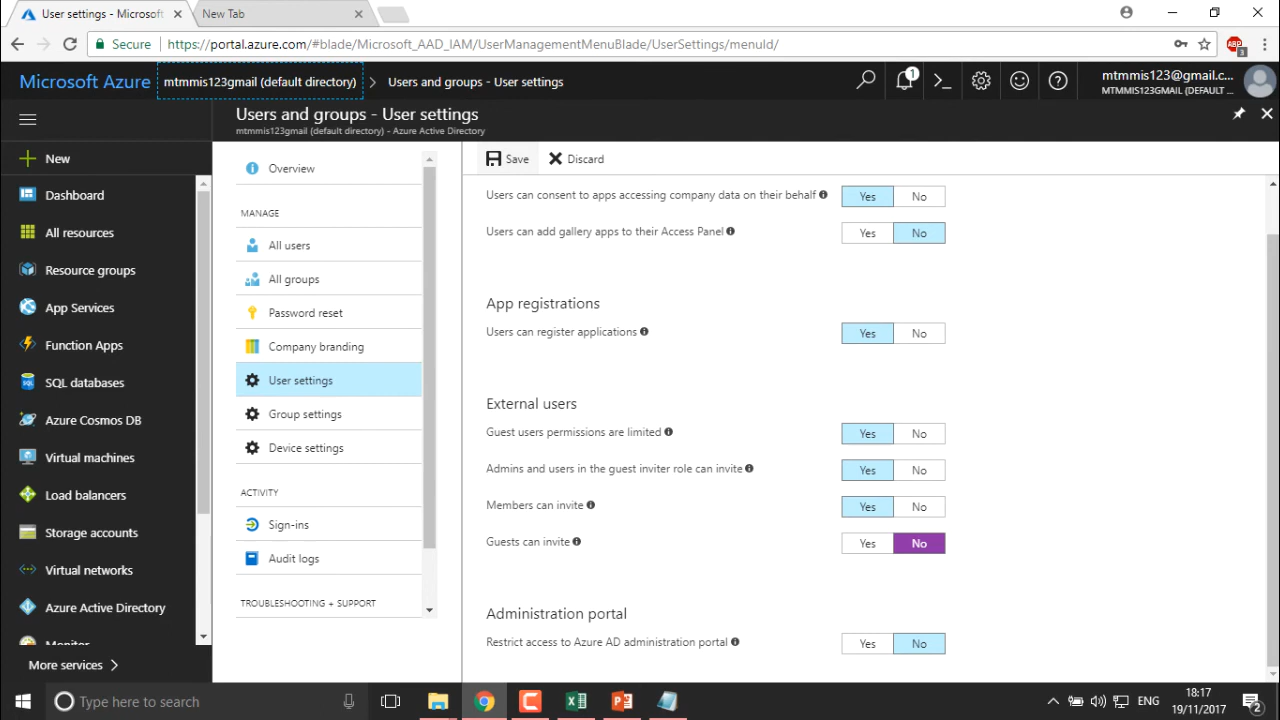 User settings - Microsoft
New Tab
Secure https://portal.azure.com/#blade/Microsoft_AAD_IAM/UserManagementMenuBlade/UserSettings/menuId/
ABP
3
Microsoft Azure mtmmis123gmail (default directory) > Users and groups - User settings
1
mtmmis123@gmail.c...
MTMMIS123GMAIL (DEFAULT ...
Users and groups - User settings
mtmmis123gmail (default directory) - Azure Active Directory
New
Dashboard
All resources
Resource groups
App Services
Function Apps
SQL databases
Azure Cosmos DB
Virtual machines
Load balancers
Storage accounts
Virtual networks
Azure Active Directory
Monitor
More services >
Overview
MANAGE
All users
All groups
Password reset
Company branding
User settings
Group settings
Device settings
ACTIVITY
Sign-ins
Audit logs
TROUBLESHOOTING + SUPPORT
Save Discard
Users can consent to apps accessing company data on their behalf Yes No
Users can add gallery apps to their Access Panel Yes No
App registrations
Users can register applications Yes No
External users
Guest users permissions are limited Yes No
Admins and users in the guest inviter role can invite Yes No
Members can invite Yes No
Guests can invite Yes No
Administration portal
Restrict access to Azure AD administration portal Yes No
Type here to search
ENG
18:17
19/11/2017
2